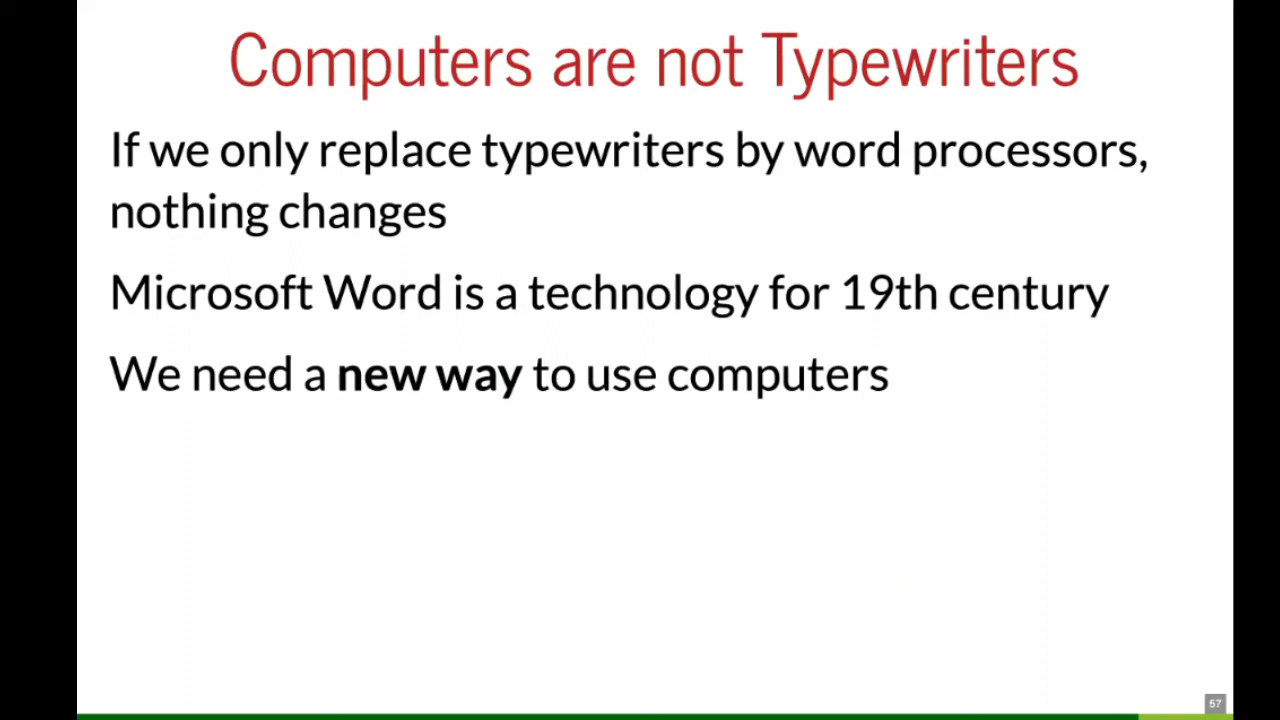 Computers are not Typewriters
If we only replace typewriters by word processors,
nothing changes
Microsoft Word is a technology for 19th century
We need a new way to use computers
57